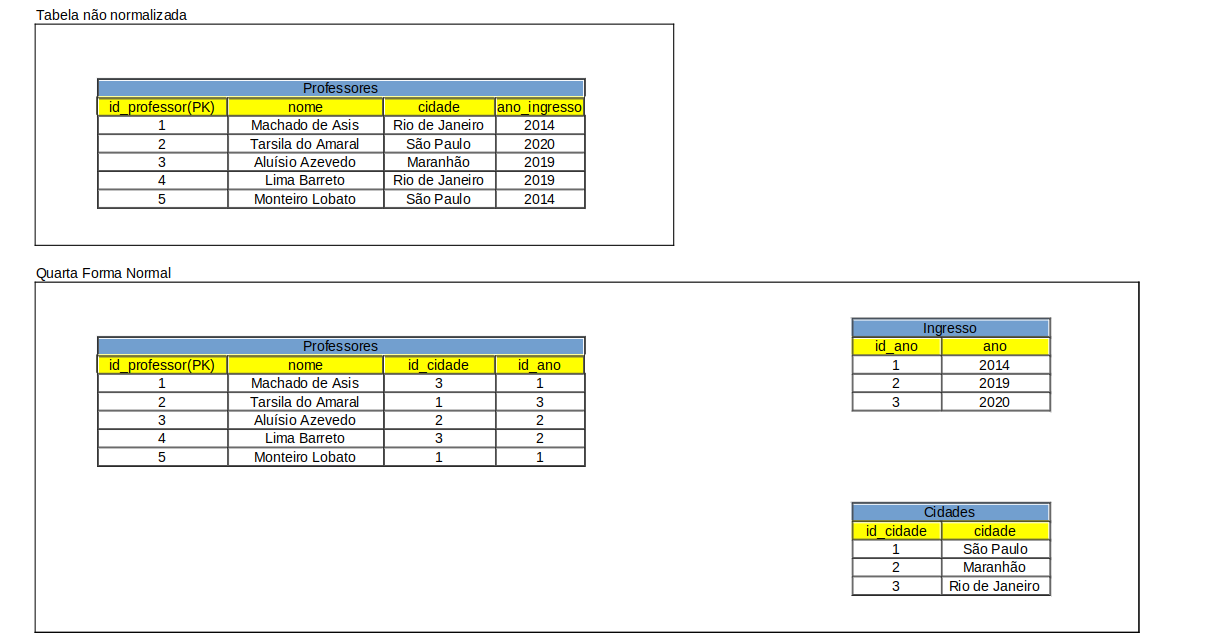 Tabela não normalizada
Professores
id_professor(PK) nome cidade ano_ingresso
1 Machado de Asis Rio de Janeiro 2014
2 Tarsila do Amaral São Paulo 2020
3 Aluísio Azevedo Maranhão 2019
4 Lima Barreto Rio de Janeiro 2019
5 Monteiro Lobato São Paulo 2014
Quarta Forma Normal
Professores
id_professor(PK) nome id_cidade id_ano
1 Machado de Asis 3 1
2 Tarsila do Amaral 1 3
3 Aluísio Azevedo 2 2
4 Lima Barreto 3 2
5 Monteiro Lobato 1 1
Ingresso
id_ano ano
1 2014
2 2019
3 2020
Cidades
id_cidade cidade
1 São Paulo
2 Maranhão
3 Rio de Janeiro